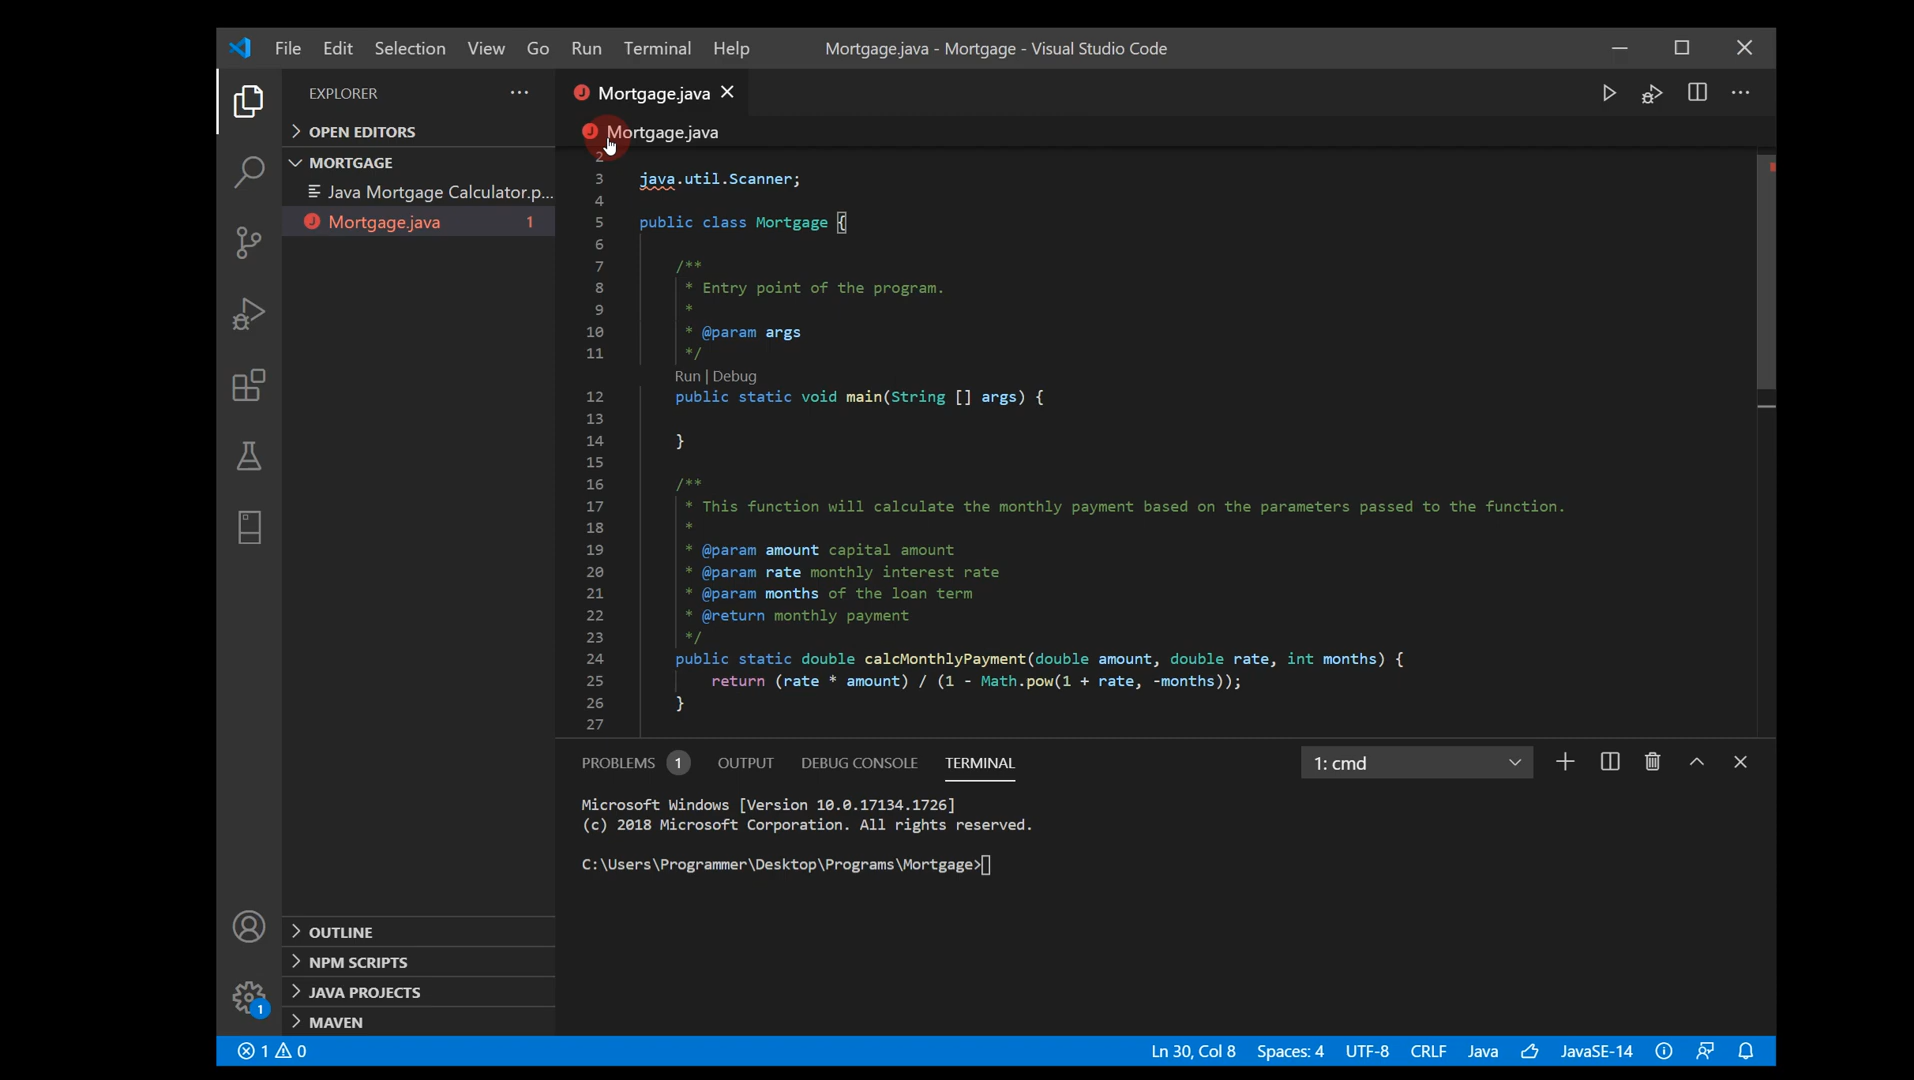 File Edit Selection View Go Run Terminal Help Mortgage.java - Mortgage - Visual Studio Code
EXPLORER
OPEN EDITORS
MORTGAGE
Java Mortgage Calculator.p...
Mortgage.java 1
OUTLINE
NPM SCRIPTS
JAVA PROJECTS
MAVEN
1
Mortgage.java
Mortgage.java
2
3 java.util.Scanner;
4
5 public class Mortgage {
6
7 /**
8 * Entry point of the program.
9 *
10 * @param args
11 */
Run | Debug
12 public static void main(String [] args) {
13
14 }
15
16 /**
17 * This function will calculate the monthly payment based on the parameters passed to the function.
18 *
19 * @param amount capital amount
20 * @param rate monthly interest rate
21 * @param months of the loan term
22 * @return monthly payment
23 */
24 public static double calcMonthlyPayment(double amount, double rate, int months) {
25 return (rate * amount) / (1 - Math.pow(1 + rate, -months));
26 }
27
PROBLEMS 1 OUTPUT DEBUG CONSOLE TERMINAL 1: cmd
Microsoft Windows [Version 10.0.17134.1726]
(c) 2018 Microsoft Corporation. All rights reserved.
C:\Users\Programmer\Desktop\Programs\Mortgage>
1 0 Ln 30, Col 8 Spaces: 4 UTF-8 CRLF Java JavaSE-14